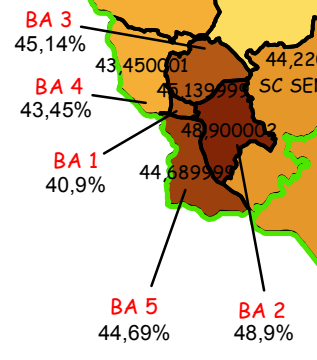 BA 3
45,14%
43,450001
44,220
45,139999
SC SE
BA 4
43,45%
48,900002
BA 1
40,9%
44,689999
BA 5
44,69%
BA 2
48,9%